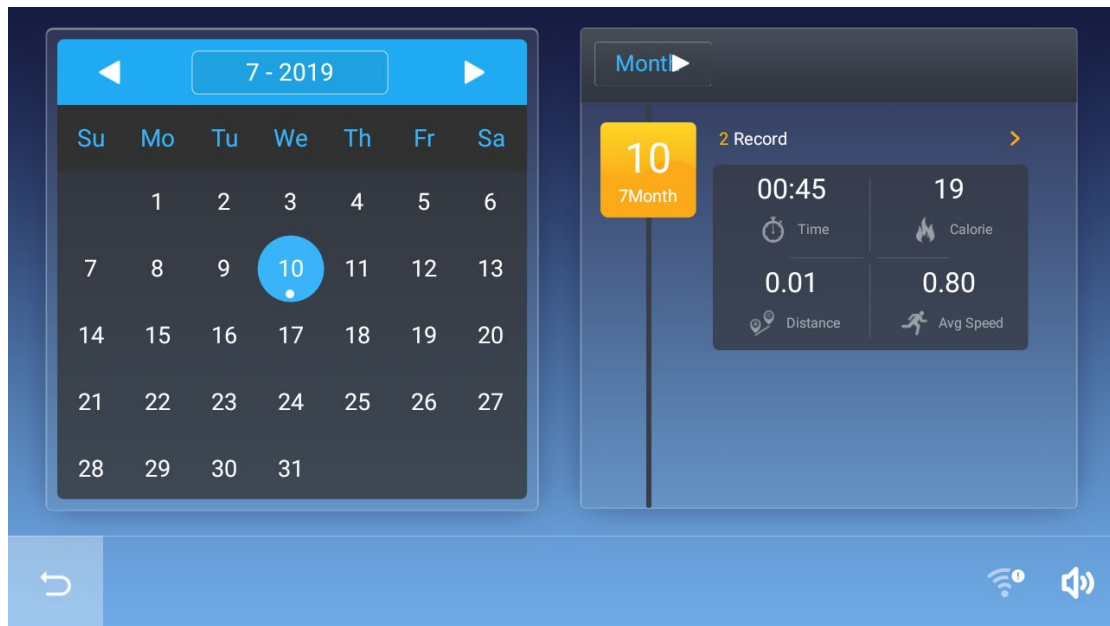 7 - 2019
Su Mo Tu We Th Fr Sa
1 2 3 4 5 6
7 8 9 10 11 12 13
14 15 16 17 18 19 20
21 22 23 24 25 26 27
28 29 30 31
Month
10
7Month
2 Record
00:45 19
Time Calorie
0.01 0.80
Distance Avg Speed